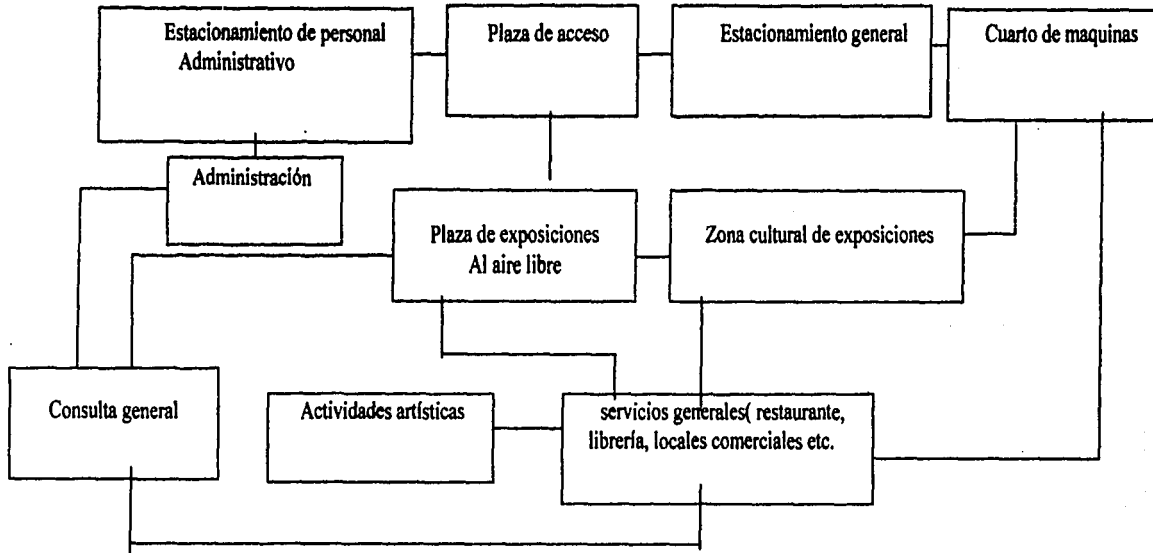 Estacionamiento de personal
Administrativo
Plaza de acceso
Estacionamiento general
Cuarto de maquinas
Administración
Plaza de exposiciones
Al aire libre
Zona cultural de exposiciones
Consulta general
Actividades artísticas
servicios generales( restaurante,
librería, locales comerciales etc.